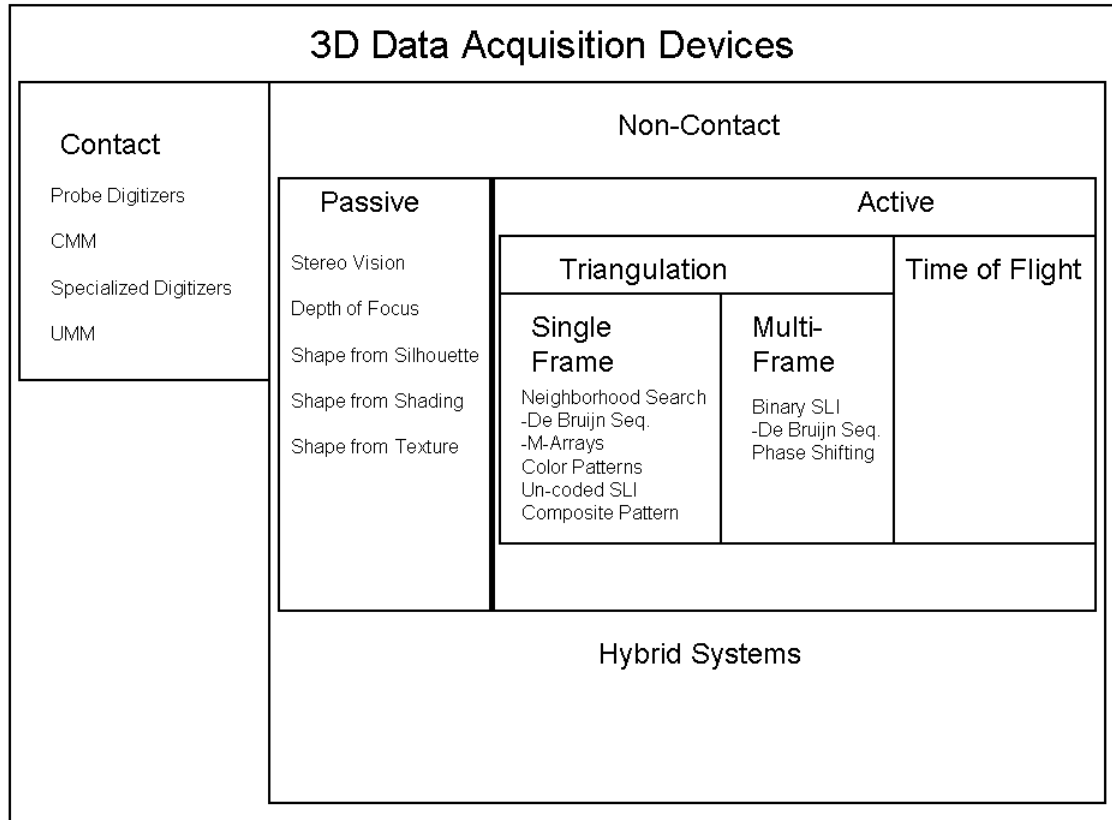 3D Data Acquisition Devices
Contact
Probe Digitizers
CMM
Specialized Digitizers
UMM
Non-Contact
Passive
Stereo Vision
Depth of Focus
Shape from Silhouette
Shape from Shading
Shape from Texture
Active
Triangulation
Single
Frame
Neighborhood Search
-De Bruijn Seq.
-M-Arrays
Color Patterns
Un-coded SLI
Composite Pattern
Multi-
Frame
Binary SLI
-De Bruijn Seq.
Phase Shifting
Time of Flight
Hybrid Systems